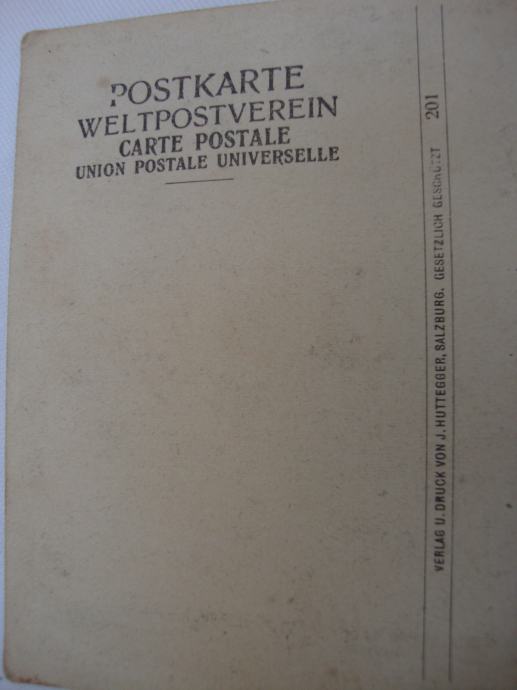 POSTKARTE
WELTPOSTVEREIN
CARTE POSTALE
UNION POSTALE UNIVERSELLE
VERLAG U. DRUCK VON J. HUTTEGGER, SALZBURG. GESETZLICH GESCHÜTZT 201